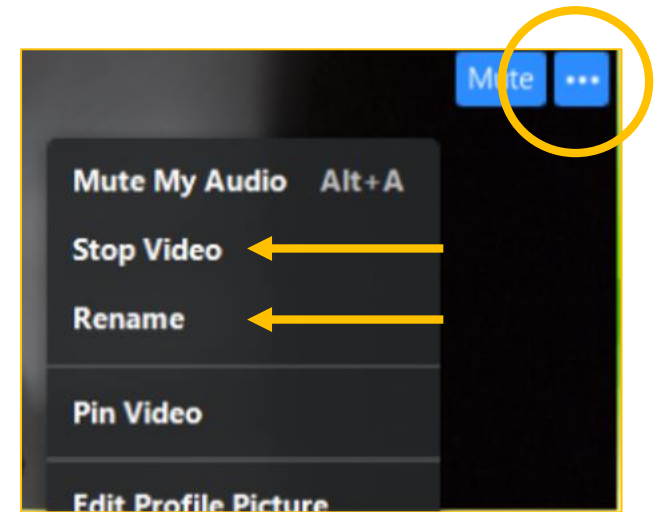 Mute ...
Mute My Audio Alt+A
Stop Video
Rename
Pin Video
Edit Profile Picture